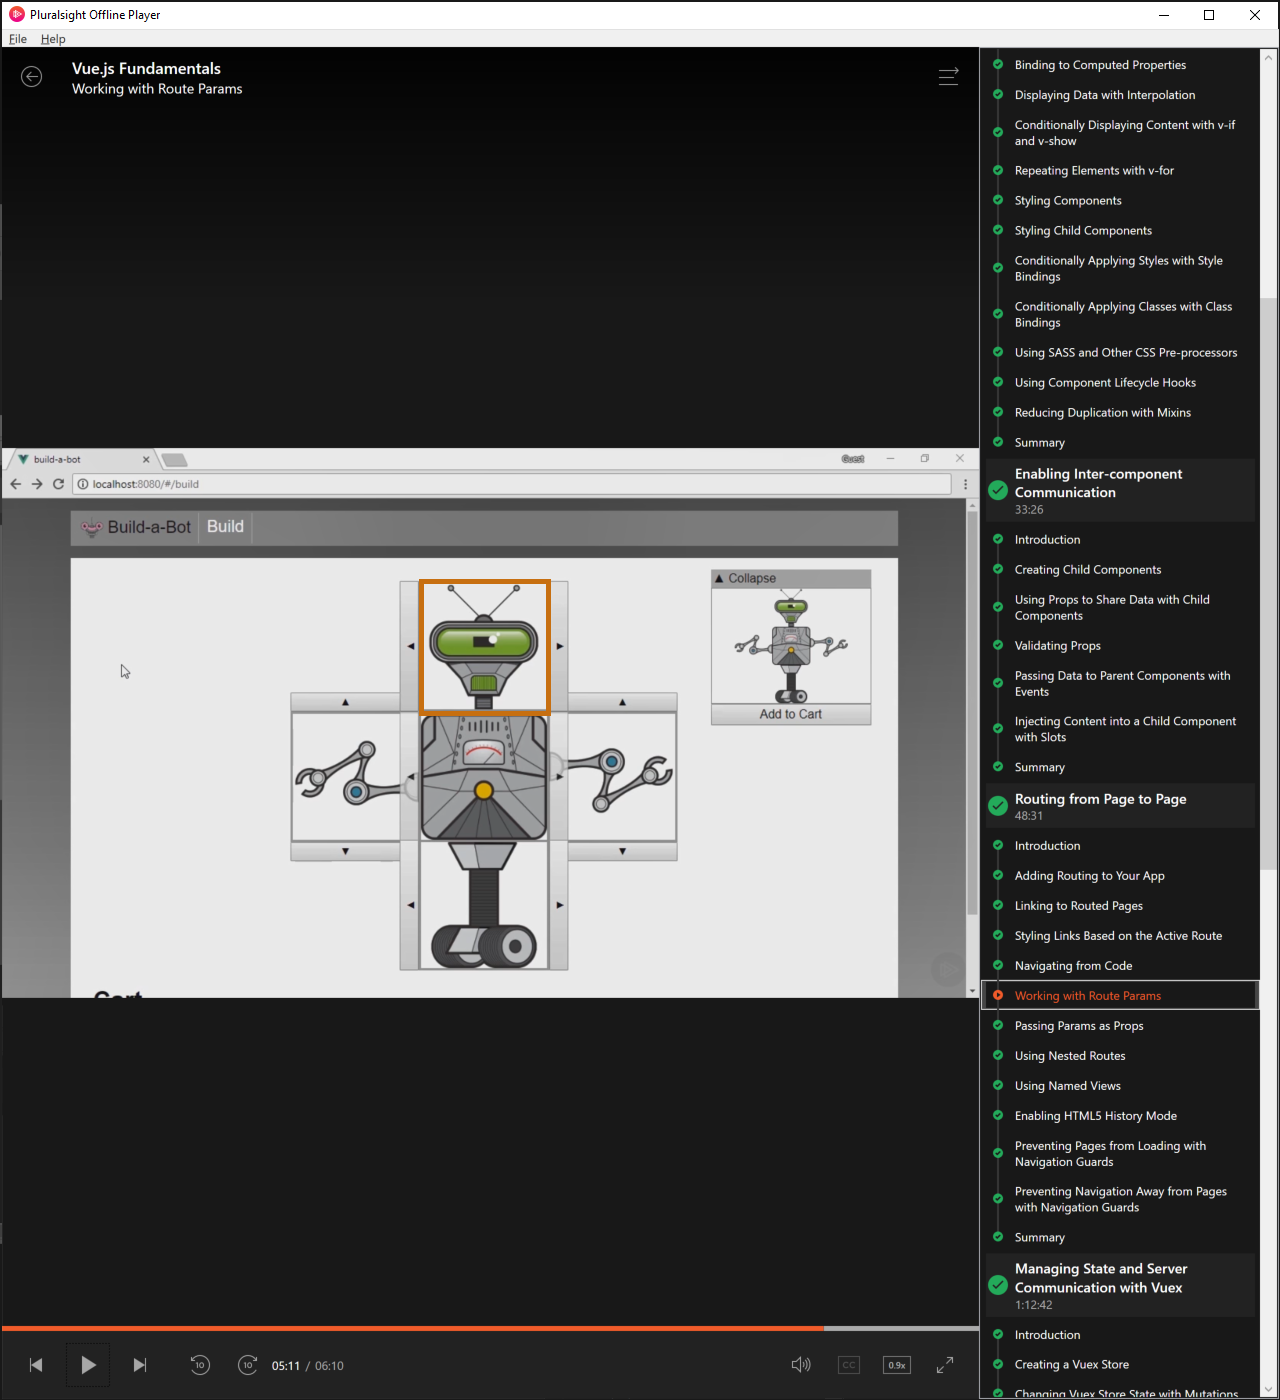 Pluralsight Offline Player
File Help
Vue.js Fundamentals
Working with Route Params
build-a-bot
Guest
localhost:8080/#/build
Build-a-Bot
Build
Collapse
Add to Cart
10
10
05:11 / 06:10
CC
0.9x
Binding to Computed Properties
Displaying Data with Interpolation
Conditionally Displaying Content with v-if
and v-show
Repeating Elements with v-for
Styling Components
Styling Child Components
Conditionally Applying Styles with Style
Bindings
Conditionally Applying Classes with Class
Bindings
Using SASS and Other CSS Pre-processors
Using Component Lifecycle Hooks
Reducing Duplication with Mixins
Summary
Enabling Inter-component
Communication
33:26
Introduction
Creating Child Components
Using Props to Share Data with Child
Components
Validating Props
Passing Data to Parent Components with
Events
Injecting Content into a Child Component
with Slots
Summary
Routing from Page to Page
48:31
Introduction
Adding Routing to Your App
Linking to Routed Pages
Styling Links Based on the Active Route
Navigating from Code
Working with Route Params
Passing Params as Props
Using Nested Routes
Using Named Views
Enabling HTML5 History Mode
Preventing Pages from Loading with
Navigation Guards
Preventing Navigation Away from Pages
with Navigation Guards
Summary
Managing State and Server
Communication with Vuex
1:12:42
Introduction
Creating a Vuex Store
Changing Vuex Store State with Mutations